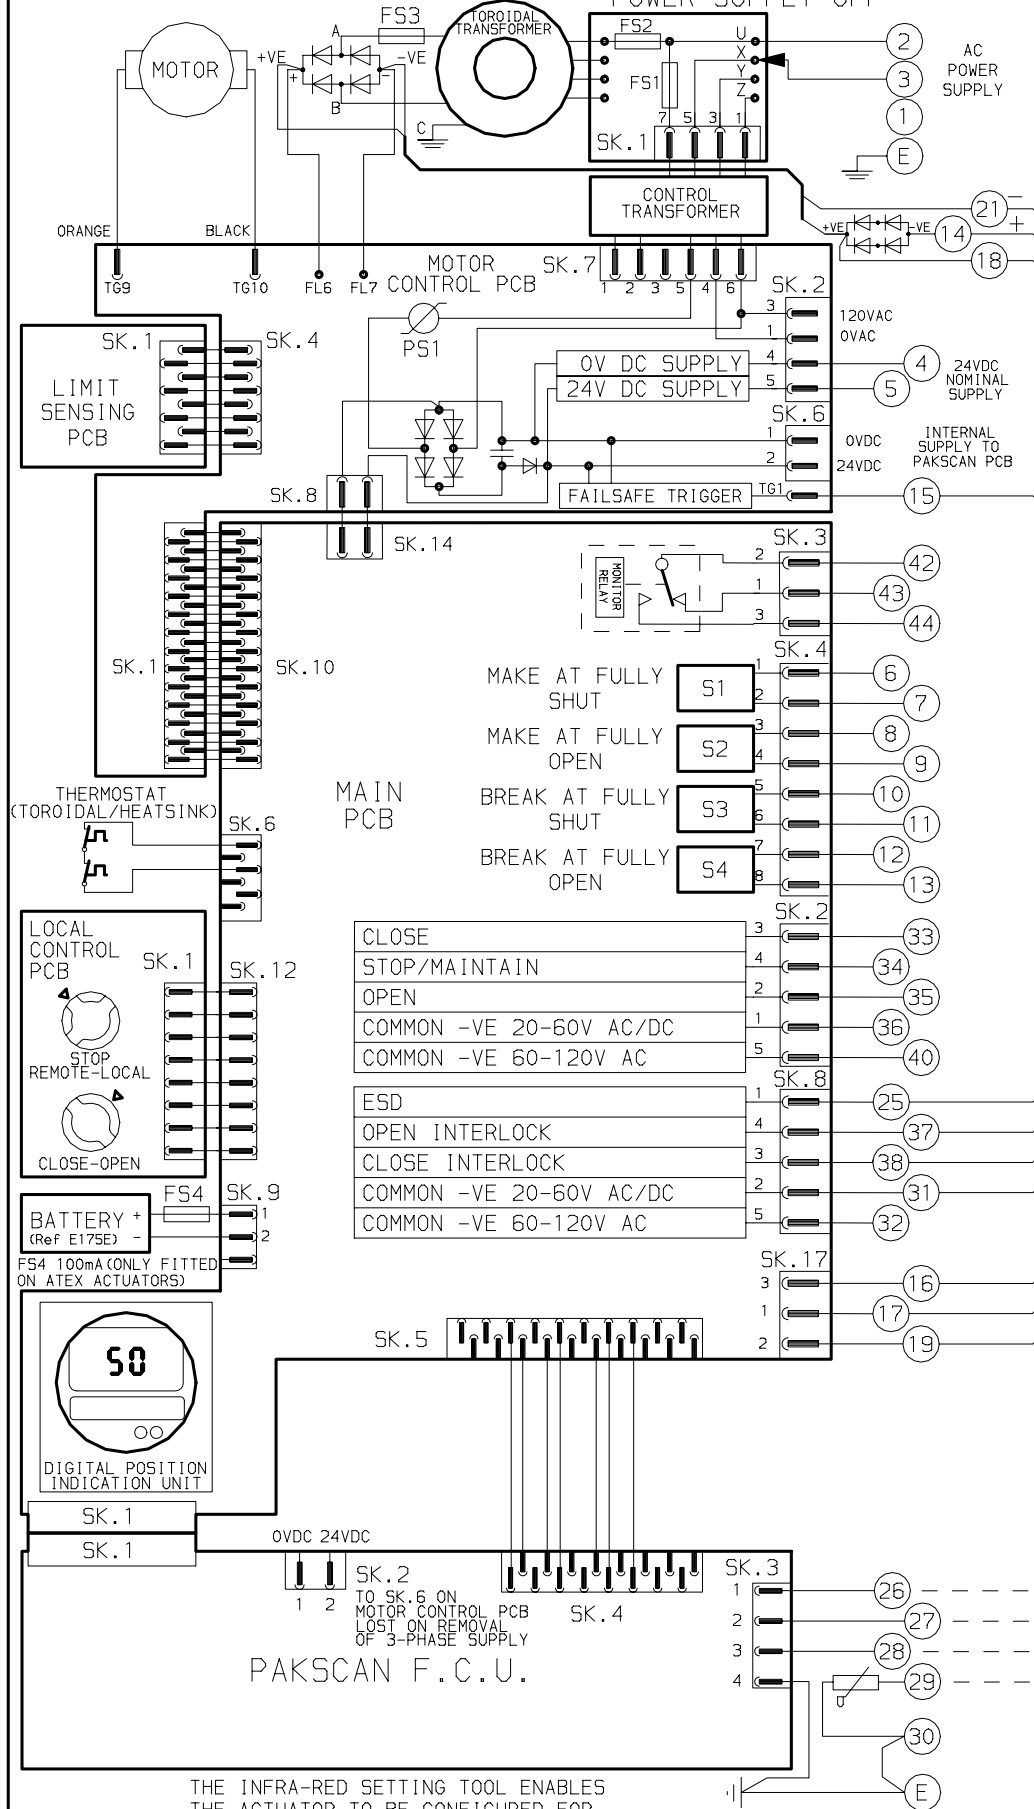 POWER SUPPLY OFF
MOTOR
+VE
A
FS3
-VE
+
-
B
TOROIDAL
TRANSFORMER
C
FS2
FS1
U
X
Y
Z
7 5 3 1
SK.1
2
3
1
E
AC
POWER
SUPPLY
CONTROL
TRANSFORMER
21
-
+
+VE
-VE
14
18
ORANGE
BLACK
TG9
TG10
FL6
FL7
MOTOR
CONTROL PCB
SK.7
1 2 3 5 4 6
PS1
SK.2
3
120VAC
1
0VAC
0V DC SUPPLY
4
4
24V DC SUPPLY
5
5
24VDC
NOMINAL
SUPPLY
SK.6
1
0VDC
2
24VDC
INTERNAL
SUPPLY TO
PAKSCAN PCB
FAILSAFE TRIGGER
TG1
15
SK.1
SK.4
LIMIT
SENSING
PCB
SK.8
SK.14
MONITOR
RELAY
SK.3
2
42
1
43
3
44
SK.1
SK.10
SK.4
MAKE AT FULLY
SHUT
S1
1
6
2
7
MAKE AT FULLY
OPEN
S2
3
8
4
9
MAIN
PCB
BREAK AT FULLY
SHUT
S3
5
10
6
11
BREAK AT FULLY
OPEN
S4
7
12
8
13
THERMOSTAT
(TOROIDAL/HEATSINK)
SK.6
SK.2
CLOSE
3
33
STOP/MAINTAIN
4
34
OPEN
2
35
COMMON -VE 20-60V AC/DC
1
36
COMMON -VE 60-120V AC
5
40
LOCAL
CONTROL
PCB
SK.1
SK.12
STOP
REMOTE-LOCAL
CLOSE-OPEN
SK.8
ESD
1
25
OPEN INTERLOCK
4
37
CLOSE INTERLOCK
3
38
COMMON -VE 20-60V AC/DC
2
31
COMMON -VE 60-120V AC
5
32
BATTERY
+
(Ref E175E)
-
FS4
SK.9
1
2
FS4 100mA(ONLY FITTED
ON ATEX ACTUATORS)
SK.17
3
16
1
17
2
19
SK.5
50
DIGITAL POSITION
INDICATION UNIT
SK.1
SK.1
0VDC 24VDC
SK.2
1 2
TO SK.6 ON
MOTOR CONTROL PCB
LOST ON REMOVAL
OF 3-PHASE SUPPLY
SK.4
SK.3
1
26
2
27
3
28
4
29
U
30
E
PAKSCAN F.C.U.
THE INFRA-RED SETTING TOOL ENABLES
THE ACTUATOR TO BE CONFIGURED FOR